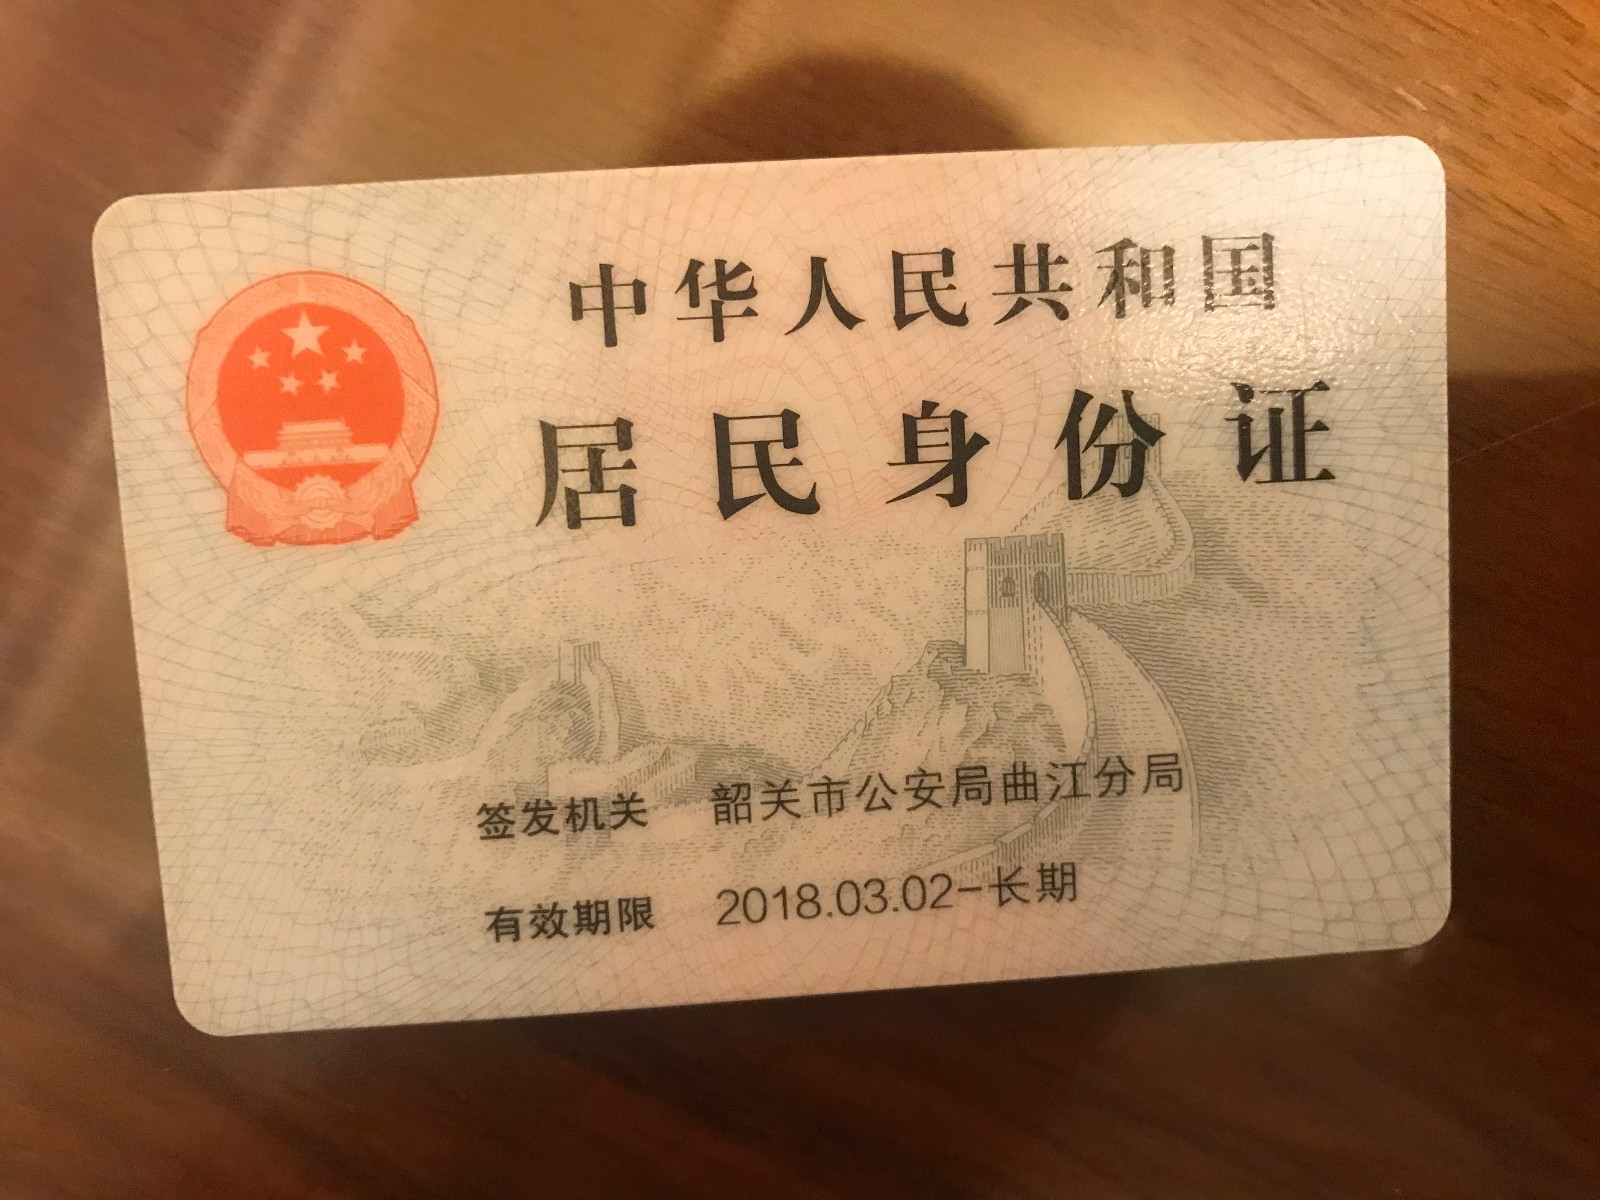 中华人民共和国
居民身份证
签发机关 韶关市公安局曲江分局
有效期限 2018.03.02-长期